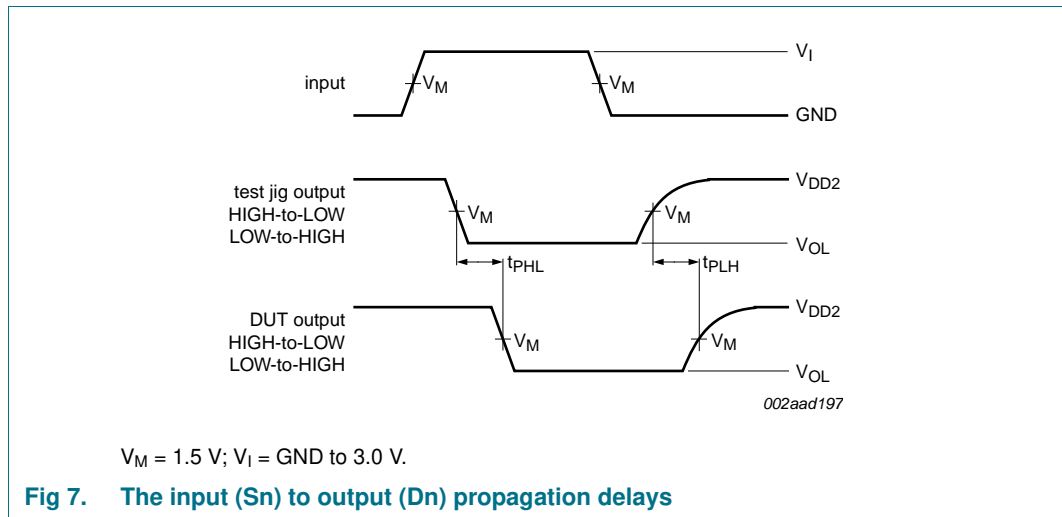 V_I
input
V_M
V_M
GND
test jig output
HIGH-to-LOW
LOW-to-HIGH
V_DD2
V_M
V_M
V_OL
t_PHL
t_PLH
DUT output
HIGH-to-LOW
LOW-to-HIGH
V_DD2
V_M
V_M
V_OL
002aad197
V_M = 1.5 V; V_I = GND to 3.0 V.
Fig 7. The input (Sn) to output (Dn) propagation delays